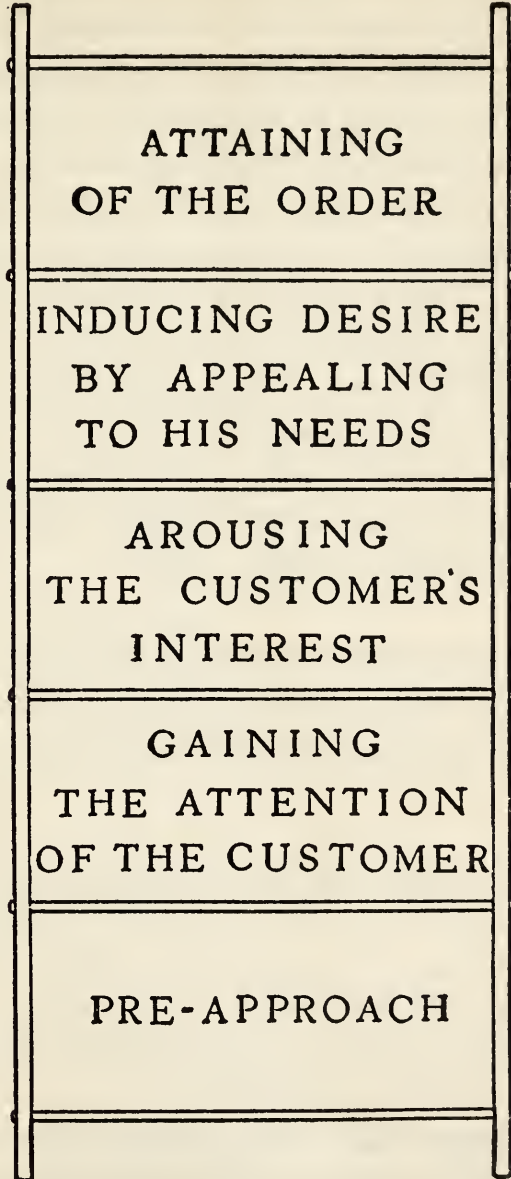 ATTAINING
OF THE ORDER
INDUCING DESIRE
BY APPEALING
TO HIS NEEDS
AROUSING
THE CUSTOMER'S
INTEREST
GAINING
THE ATTENTION
OF THE CUSTOMER
PRE-APPROACH